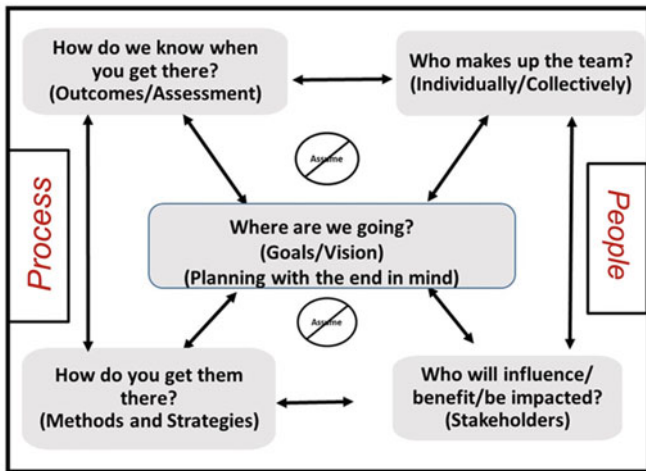 How do we know when
you get there?
(Outcomes/Assessment)
Who makes up the team?
(Individually/Collectively)
Assume
Process
Where are we going?
(Goals/Vision)
(Planning with the end in mind)
People
Assume
How do you get them
there?
(Methods and Strategies)
Who will influence/
benefit/be impacted?
(Stakeholders)